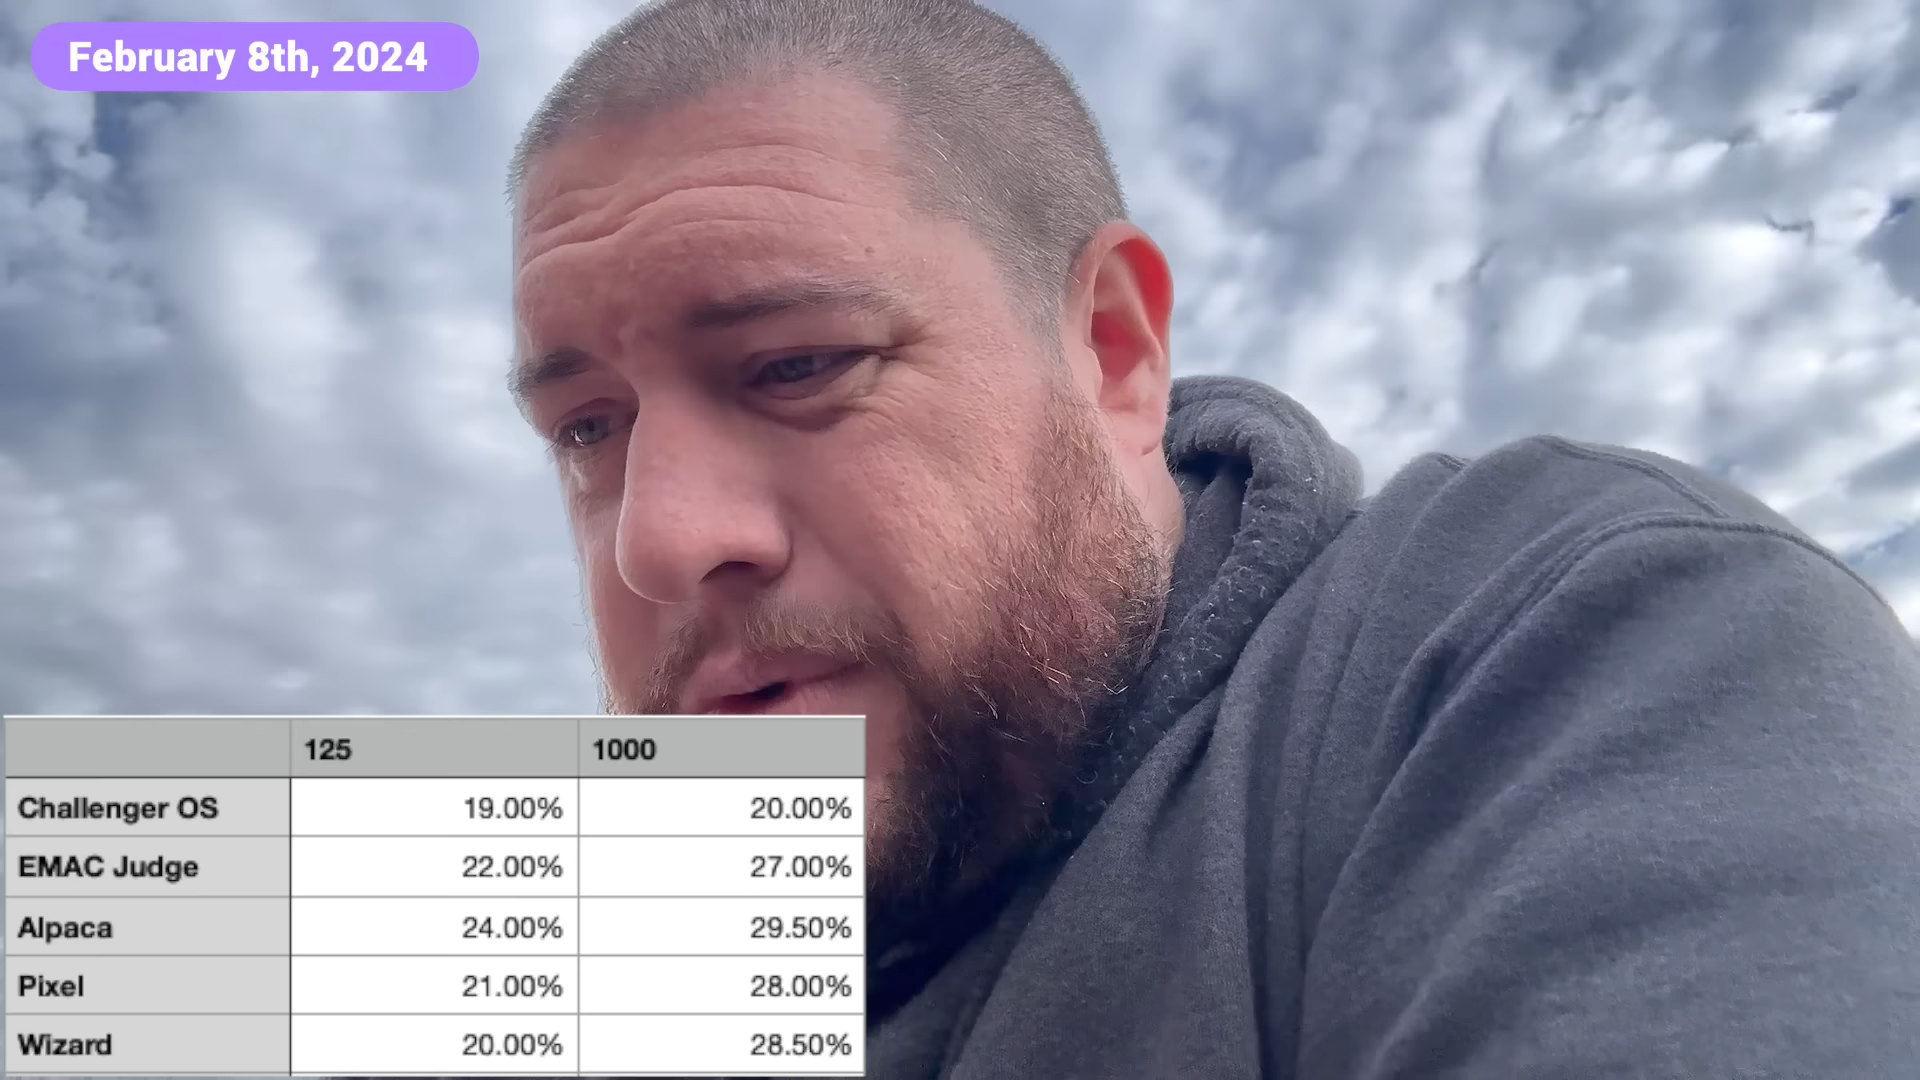 February 8th, 2024
125 1000
Challenger OS 19.00% 20.00%
EMAC Judge 22.00% 27.00%
Alpaca 24.00% 29.50%
Pixel 21.00% 28.00%
Wizard 20.00% 28.50%